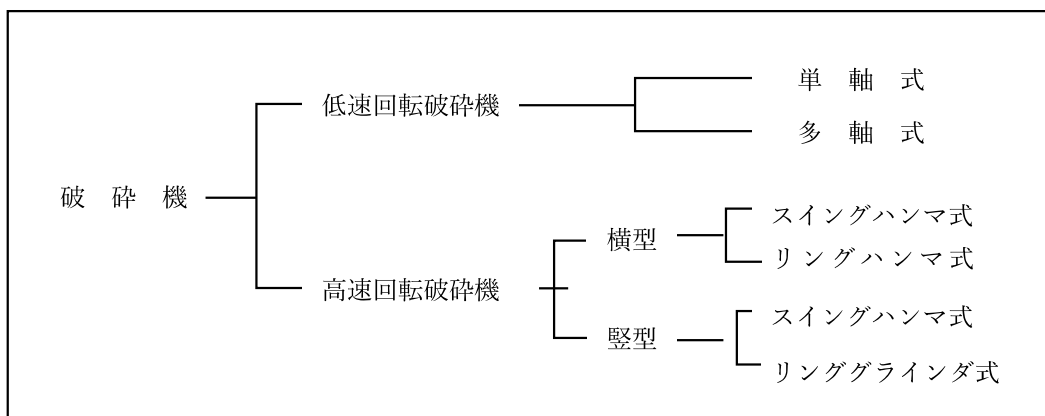 単軸式
低速回転破砕機
多軸式
破砕機
スイングハンマ式
横型
リングハンマ式
高速回転破砕機
スイングハンマ式
竪型
リンググラインダ式